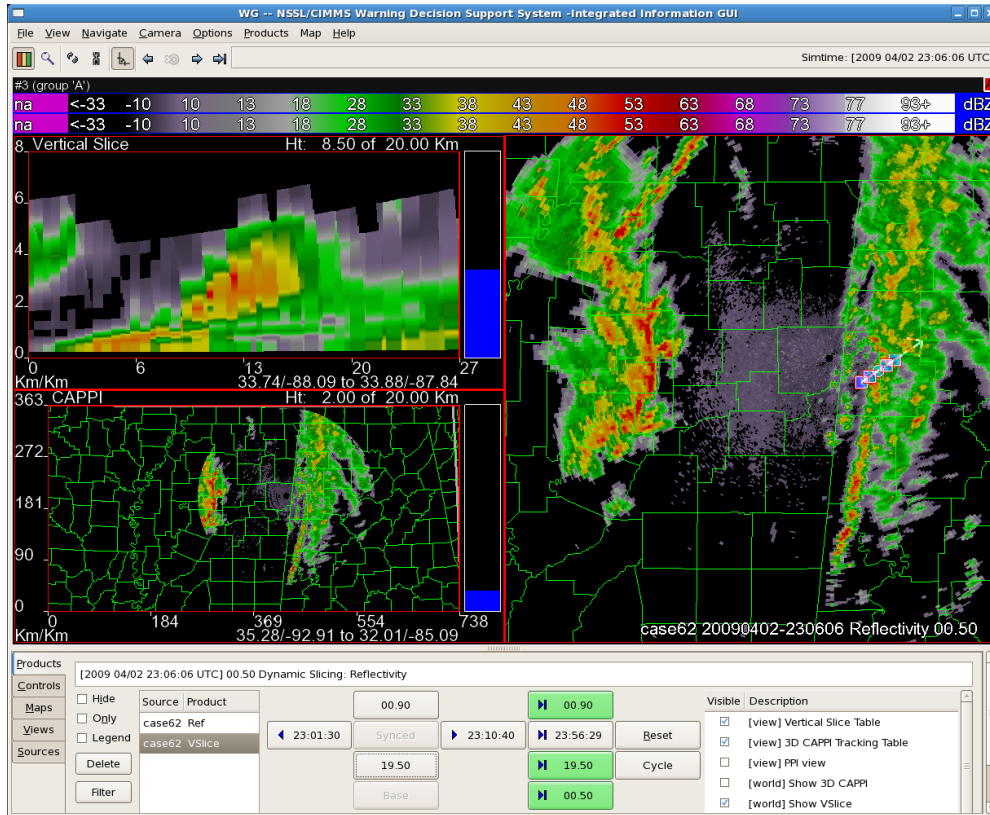 WG -- NSSL/CIMMS Warning Decision Support System -Integrated Information GUI
File View Navigate Camera Options Products Map Help
Simtime: [2009 04/02 23:06:06 UTC
#3 (group 'A')
na <-33 -10 10 13 18 28 33 38 43 48 53 63 68 73 77 93+ dBZ
na <-33 -10 10 13 18 28 33 38 43 48 53 63 68 73 77 93+ dBZ
8 Vertical Slice Ht: 8.50 of 20.00 Km
6
4
2
0
0 6 13 20 27
Km/Km 33.74/-88.09 to 33.88/-87.84
363 CAPPI Ht: 2.00 of 20.00 Km
272
181
90
0
0 184 369 554 738
Km/Km 35.28/-92.91 to 32.01/-85.09
case62 20090402-230606 Reflectivity 00.50
Products
Controls
Maps
Views
Sources
[2009 04/02 23:06:06 UTC] 00.50 Dynamic Slicing: Reflectivity
Hide
Only
Legend
Delete
Filter
Source Product
case62 Ref
case62 VSlice
00.90 00.90
23:01:30 Synced 23:10:40 23:56:29 Reset
19.50 19.50 Cycle
Base 00.50
Visible Description
[view] Vertical Slice Table
[view] 3D CAPPI Tracking Table
[view] PPI view
[world] Show 3D CAPPI
[world] Show VSlice